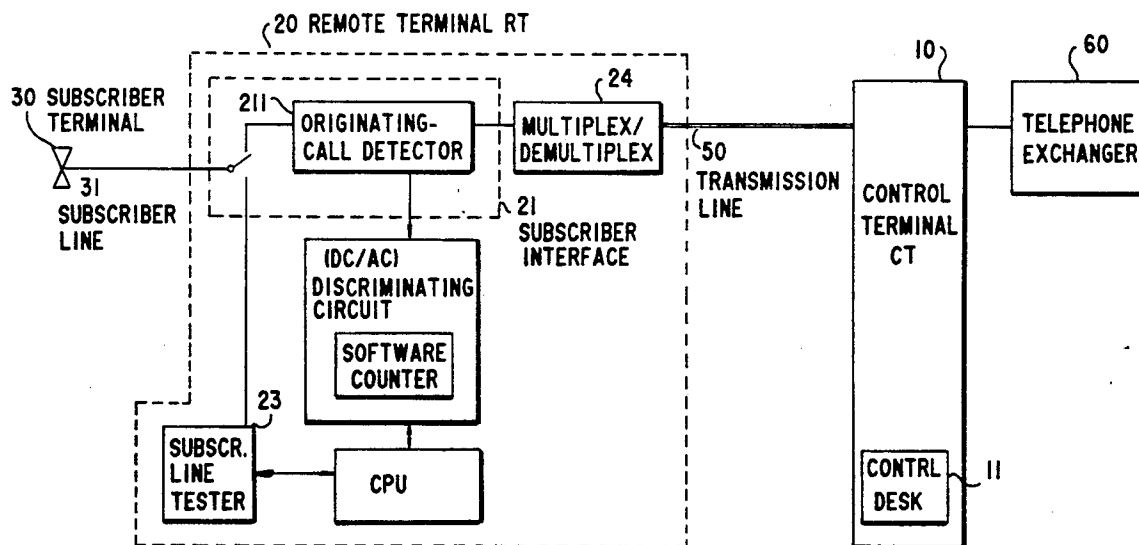 20 REMOTE TERMINAL RT
10
60
30 SUBSCRIBER
TERMINAL
211
ORIGINATING-
CALL DETECTOR
24
MULTIPLEX/
DEMULTIPLEX
TELEPHONE
EXCHANGER
31
SUBSCRIBER
LINE
50
TRANSMISSION
LINE
CONTROL
TERMINAL
CT
21
SUBSCRIBER
INTERFACE
(DC/AC)
DISCRIMINATING
CIRCUIT
SOFTWARE
COUNTER
23
SUBSCR.
LINE
TESTER
CPU
CONTRL
DESK
11